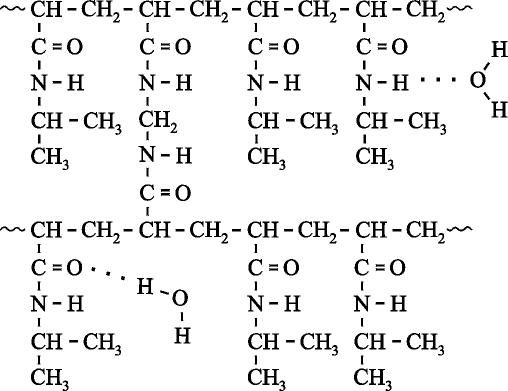 ~CH-CH₂-CH-CH₂-CH-CH₂-CH-CH₂~
C=O C=O C=O C=O H
N-H N-H N-H N-H···O
H
CH-CH₃ CH₂ CH-CH₃ CH-CH₃
CH₃ N-H CH₃ CH₃
C=O
~CH-CH₂-CH-CH₂-CH-CH₂-CH-CH₂~
C=O··· H-O C=O C=O
N-H H N-H N-H
CH-CH₃ CH-CH₃ CH-CH₃
CH₃ CH₃ CH₃